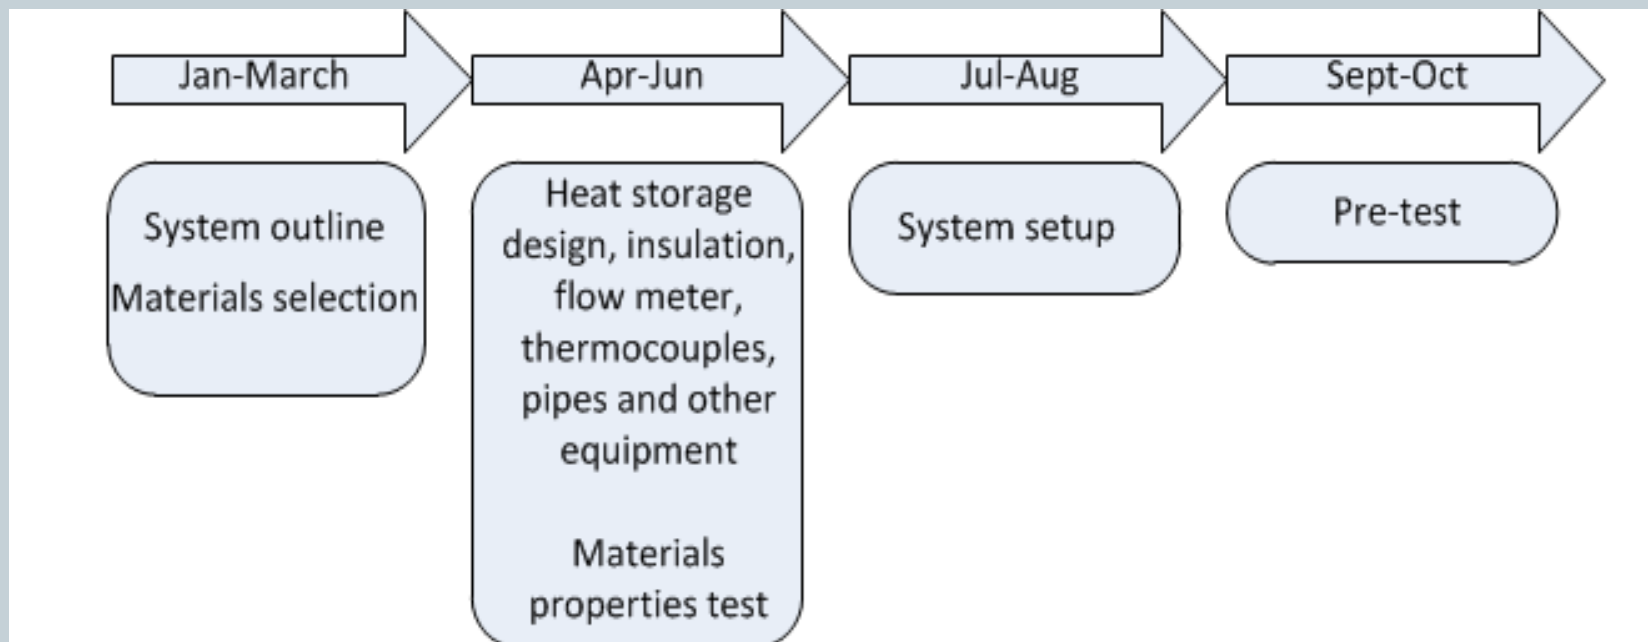 Jan-March
Apr-Jun
Jul-Aug
Sept-Oct
System outline
Materials selection
Heat storage
design, insulation,
flow meter,
thermocouples,
pipes and other
equipment
Materials
properties test
System setup
Pre-test